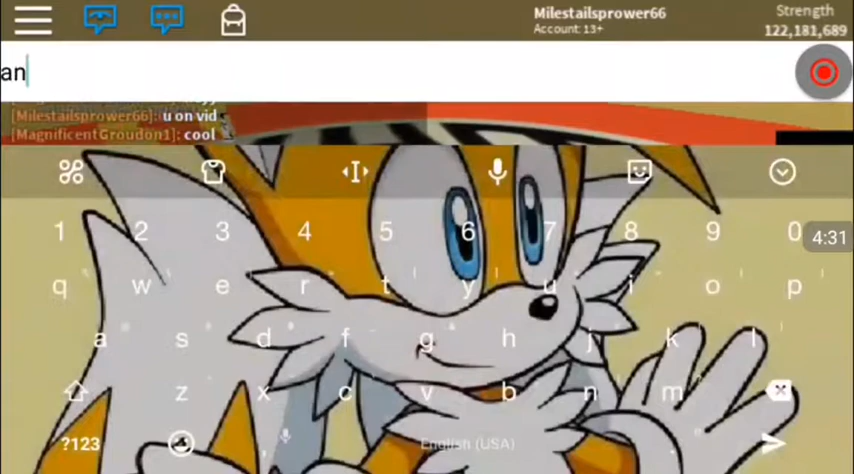 Milestailsprower66
Account: 13+
Strength
122,181,689
an
[Milestailsprower66]: u on vid
[MagnificentGroudon1]: cool
1 2 3 4 5 6 7 8 9 0
4:31
q w e r t y u i o p
a s d f g h j k l
z x c v b n m
?123 , English (USA) .